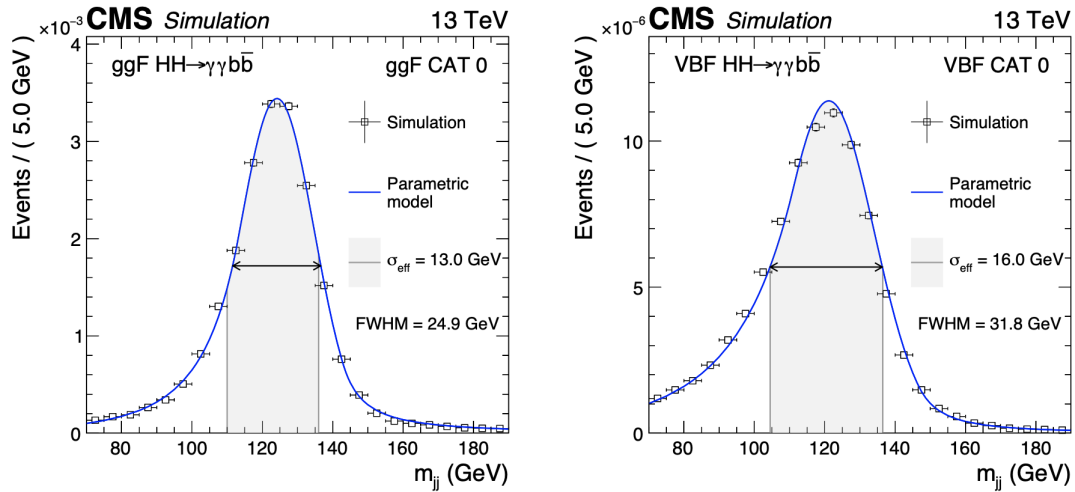 CMS Simulation 13 TeV
×10⁻³
ggF HH→γγbb̅ ggF CAT 0
Simulation
Parametric
model
σeff = 13.0 GeV
FWHM = 24.9 GeV
Events / ( 5.0 GeV)
4
3
2
1
0
80 100 120 140 160 180
mjj (GeV)
CMS Simulation 13 TeV
×10⁻⁶
VBF HH→γγbb̅ VBF CAT 0
Simulation
Parametric
model
σeff = 16.0 GeV
FWHM = 31.8 GeV
Events / ( 5.0 GeV)
10
5
0
80 100 120 140 160 180
mjj (GeV)